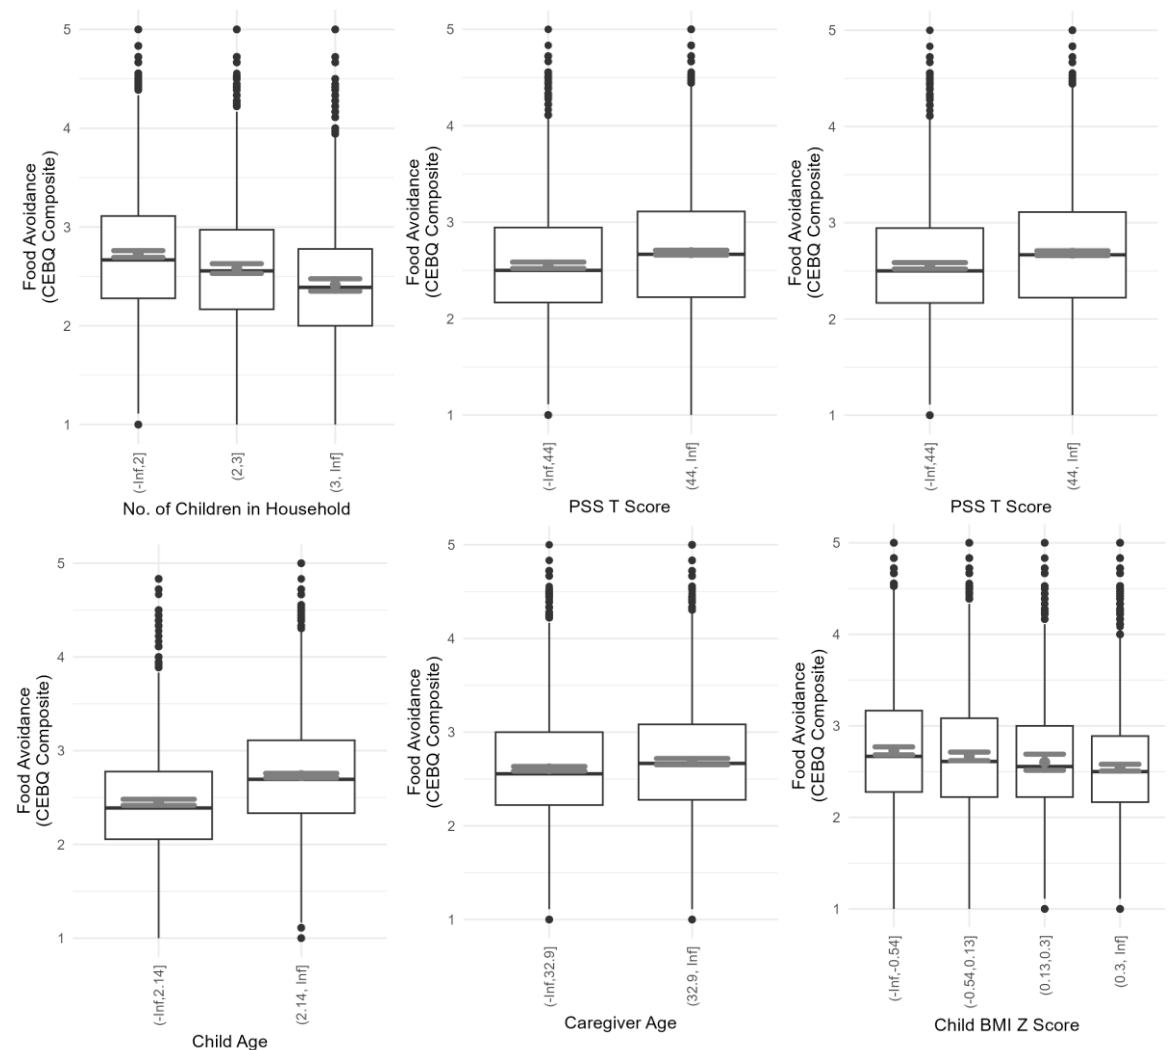 Food Avoidance
(CEBQ Composite)
5
4
3
2
1
(-Inf,2]
(2,3]
(3, Inf]
No. of Children in Household
Food Avoidance
(CEBQ Composite)
5
4
3
2
1
(-Inf,44]
(44, Inf]
PSS T Score
Food Avoidance
(CEBQ Composite)
5
4
3
2
1
(-Inf,44]
(44, Inf]
PSS T Score
Food Avoidance
(CEBQ Composite)
5
4
3
2
1
(-Inf,2.14]
(2.14, Inf]
Child Age
Food Avoidance
(CEBQ Composite)
5
4
3
2
1
(-Inf,32.9]
(32.9, Inf]
Caregiver Age
Food Avoidance
(CEBQ Composite)
5
4
3
2
1
(-Inf,-0.54]
(-0.54,0.13]
(0.13,0.3]
(0.3, Inf]
Child BMI Z Score